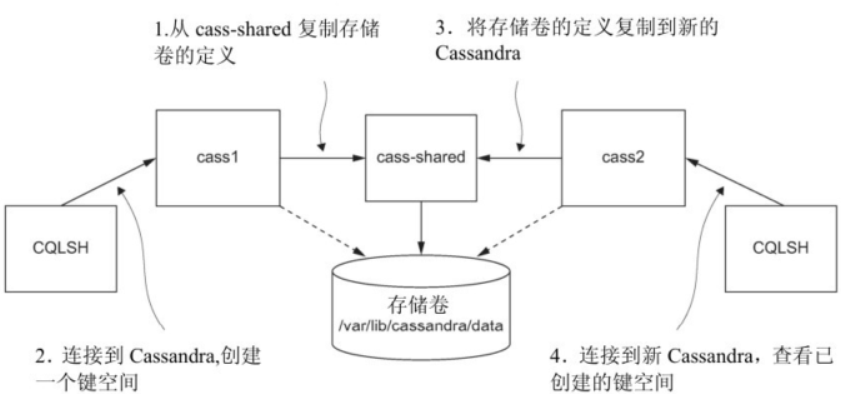 1.从 cass-shared 复制存储
卷的定义
3．将存储卷的定义复制到新的
Cassandra
cass1
cass-shared
cass2
CQLSH
CQLSH
存储卷
/var/lib/cassandra/data
2．连接到 Cassandra,创建
一个键空间
4．连接到新 Cassandra，查看已
创建的键空间